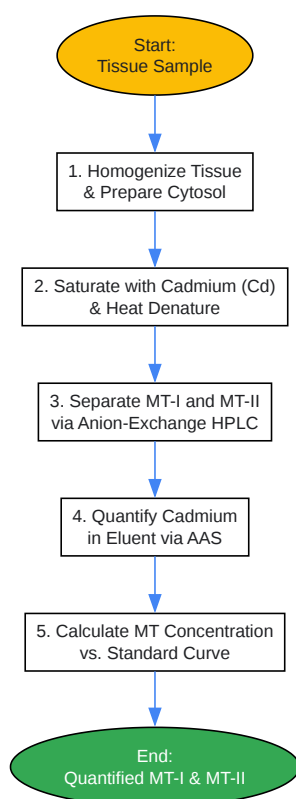 Start:
Tissue Sample
1. Homogenize Tissue
& Prepare Cytosol
2. Saturate with Cadmium (Cd)
& Heat Denature
3. Separate MT-I and MT-II
via Anion-Exchange HPLC
4. Quantify Cadmium
in Eluent via AAS
5. Calculate MT Concentration
vs. Standard Curve
End:
Quantified MT-I & MT-II